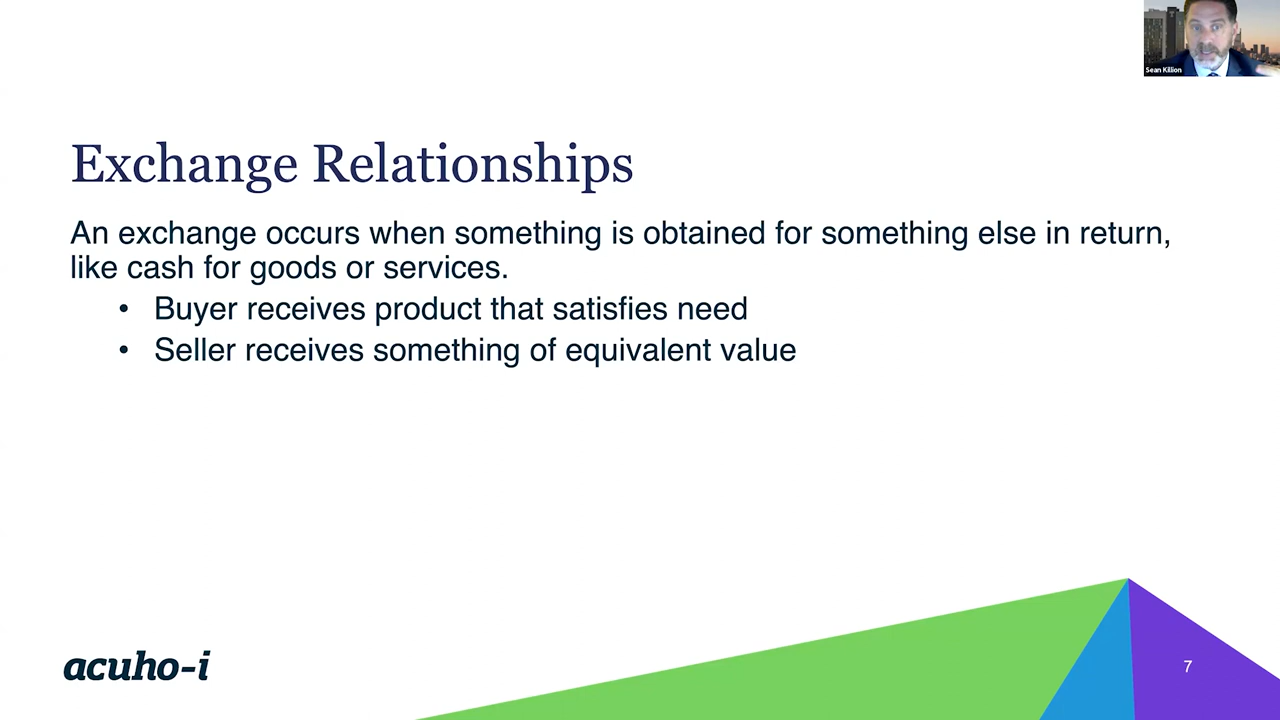 Sean Killion
Exchange Relationships
An exchange occurs when something is obtained for something else in return,
like cash for goods or services.
• Buyer receives product that satisfies need
• Seller receives something of equivalent value
acuho-i
7